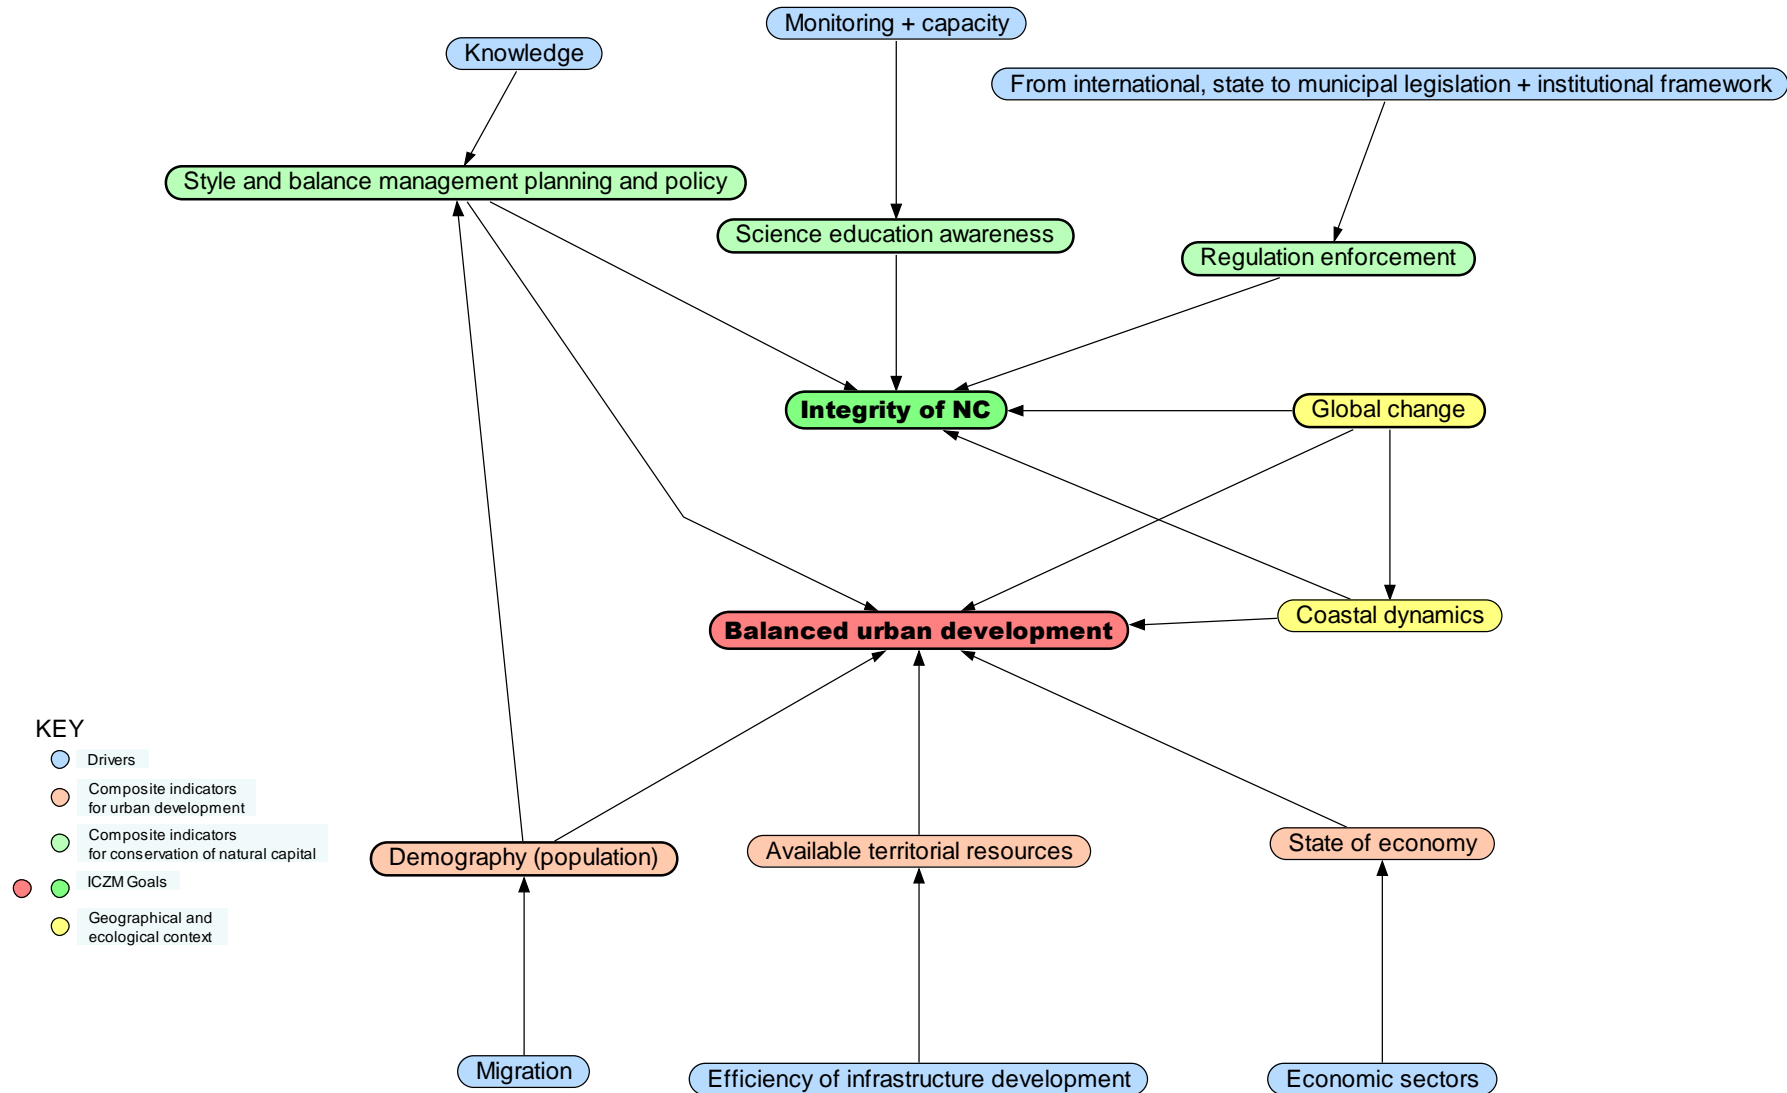 Monitoring + capacity
Knowledge
From international, state to municipal legislation + institutional framework
Style and balance management planning and policy
Science education awareness
Regulation enforcement
Integrity of NC
Global change
Coastal dynamics
Balanced urban development
KEY
Drivers
Composite indicators
for urban development
Composite indicators
for conservation of natural capital
ICZM Goals
Geographical and
ecological context
Demography (population)
Available territorial resources
State of economy
Migration
Efficiency of infrastructure development
Economic sectors